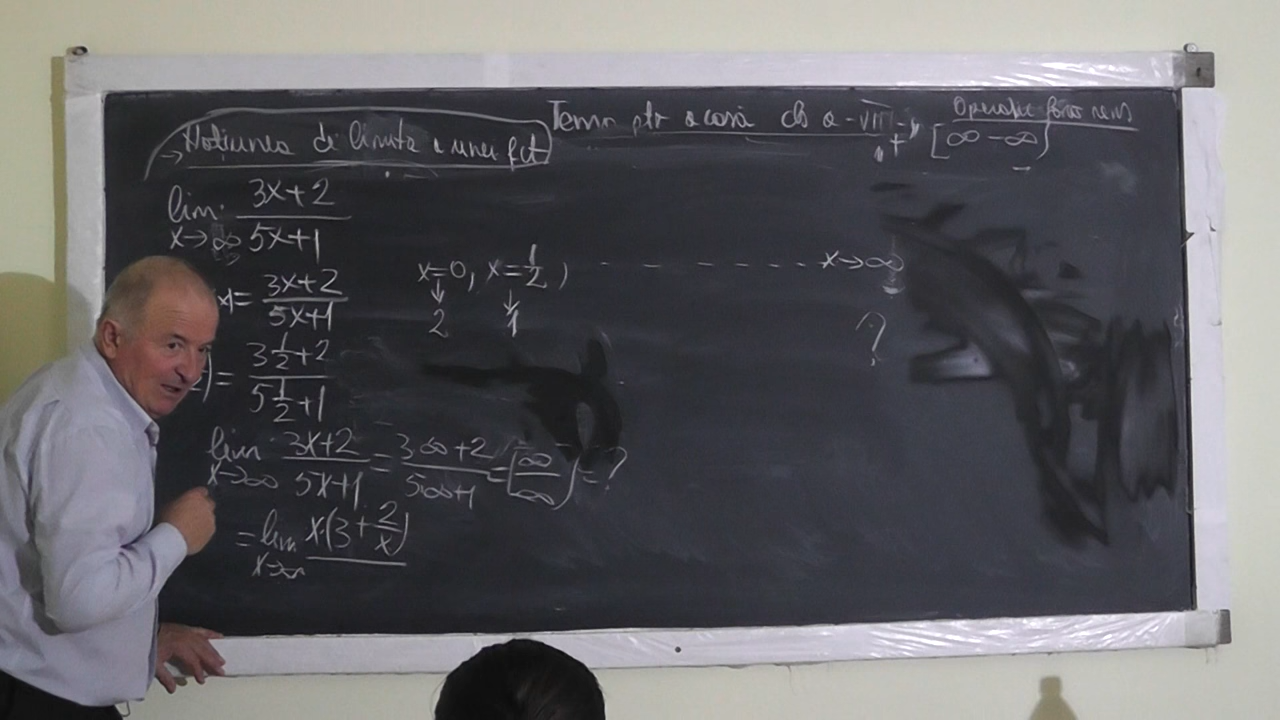 Tema ptr acasă cls a-VIII-
Operații fără sens
→ Noțiunea de limita a unei fct
[∞ -∞]
lim 3x+2 / 5x+1
x→∞
x)= 3x+2 / 5x+1
x=0, x=1/2, - - - - - - - - x→∞
↓ ↓
2 1 ?
)= 3 1/2+2 / 5 1/2+1
lim 3x+2 / 5x+1 = 3∞+2 / 5∞+1 = [∞/∞] = ?
x→∞
=lim x·(3+2/x)
x→∞